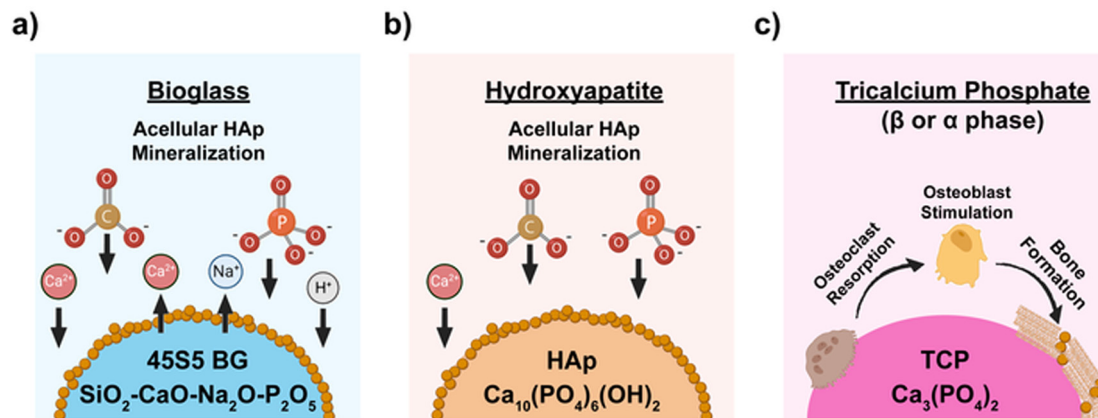 a)
Bioglass
Acellular HAp
Mineralization
O
C
O
-
O
-
O
P
O
-
O
-
O
-
Ca²⁺
Ca²⁺
Na⁺
H⁺
45S5 BG
SiO₂-CaO-Na₂O-P₂O₅
b)
Hydroxyapatite
Acellular HAp
Mineralization
O
C
O
-
O
-
O
P
O
-
O
-
O
-
Ca²⁺
HAp
Ca₁₀(PO₄)₆(OH)₂
c)
Tricalcium Phosphate
(β or α phase)
Osteoclast
Resorption
Osteoblast
Stimulation
Bone
Formation
TCP
Ca₃(PO₄)₂